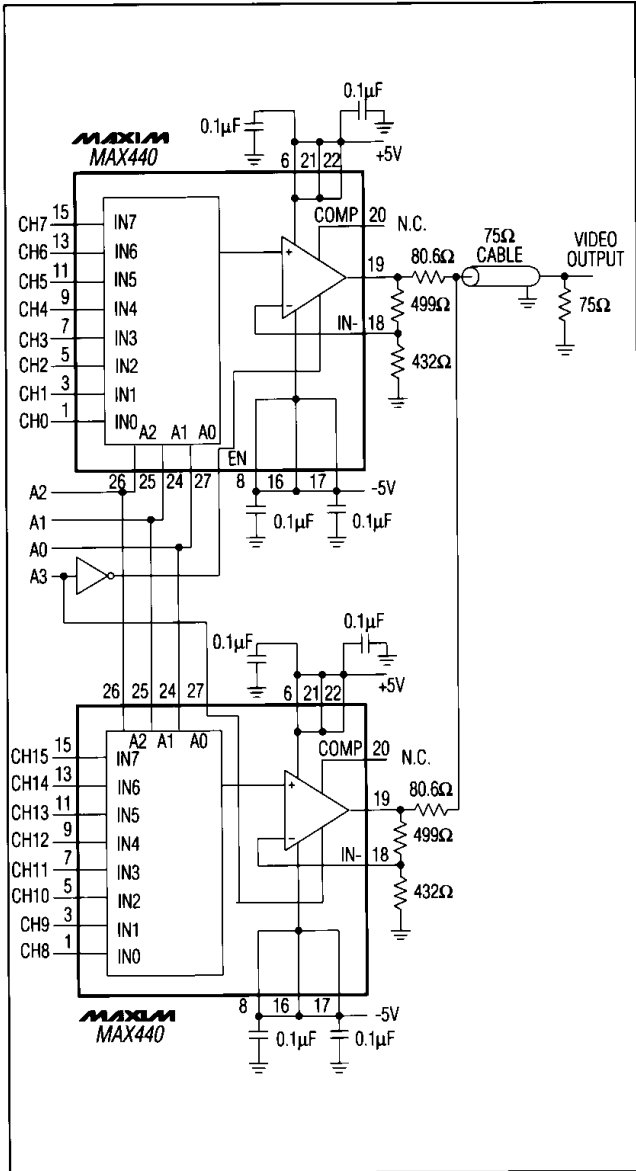 0.1µF
0.1µF
MAXIM
MAX440
6 21 22
+5V
COMP 20 N.C.
CH7 15 IN7
CH6 13 IN6
CH5 11 IN5
CH4 9 IN4
CH3 7 IN3
CH2 5 IN2
CH1 3 IN1
CH0 1 IN0
+
−
19
80.6Ω
75Ω
CABLE
VIDEO
OUTPUT
499Ω
75Ω
IN- 18
432Ω
A2 A1 A0
EN
26 25 24 27
8 16 17
-5V
0.1µF
0.1µF
A2
A1
A0
A3
0.1µF
0.1µF
26 25 24 27
6 21 22
+5V
A2 A1 A0
COMP 20 N.C.
CH15 15 IN7
CH14 13 IN6
CH13 11 IN5
CH12 9 IN4
CH11 7 IN3
CH10 5 IN2
CH9 3 IN1
CH8 1 IN0
+
−
19
80.6Ω
499Ω
IN- 18
432Ω
8 16 17
-5V
MAXIM
MAX440
0.1µF
0.1µF